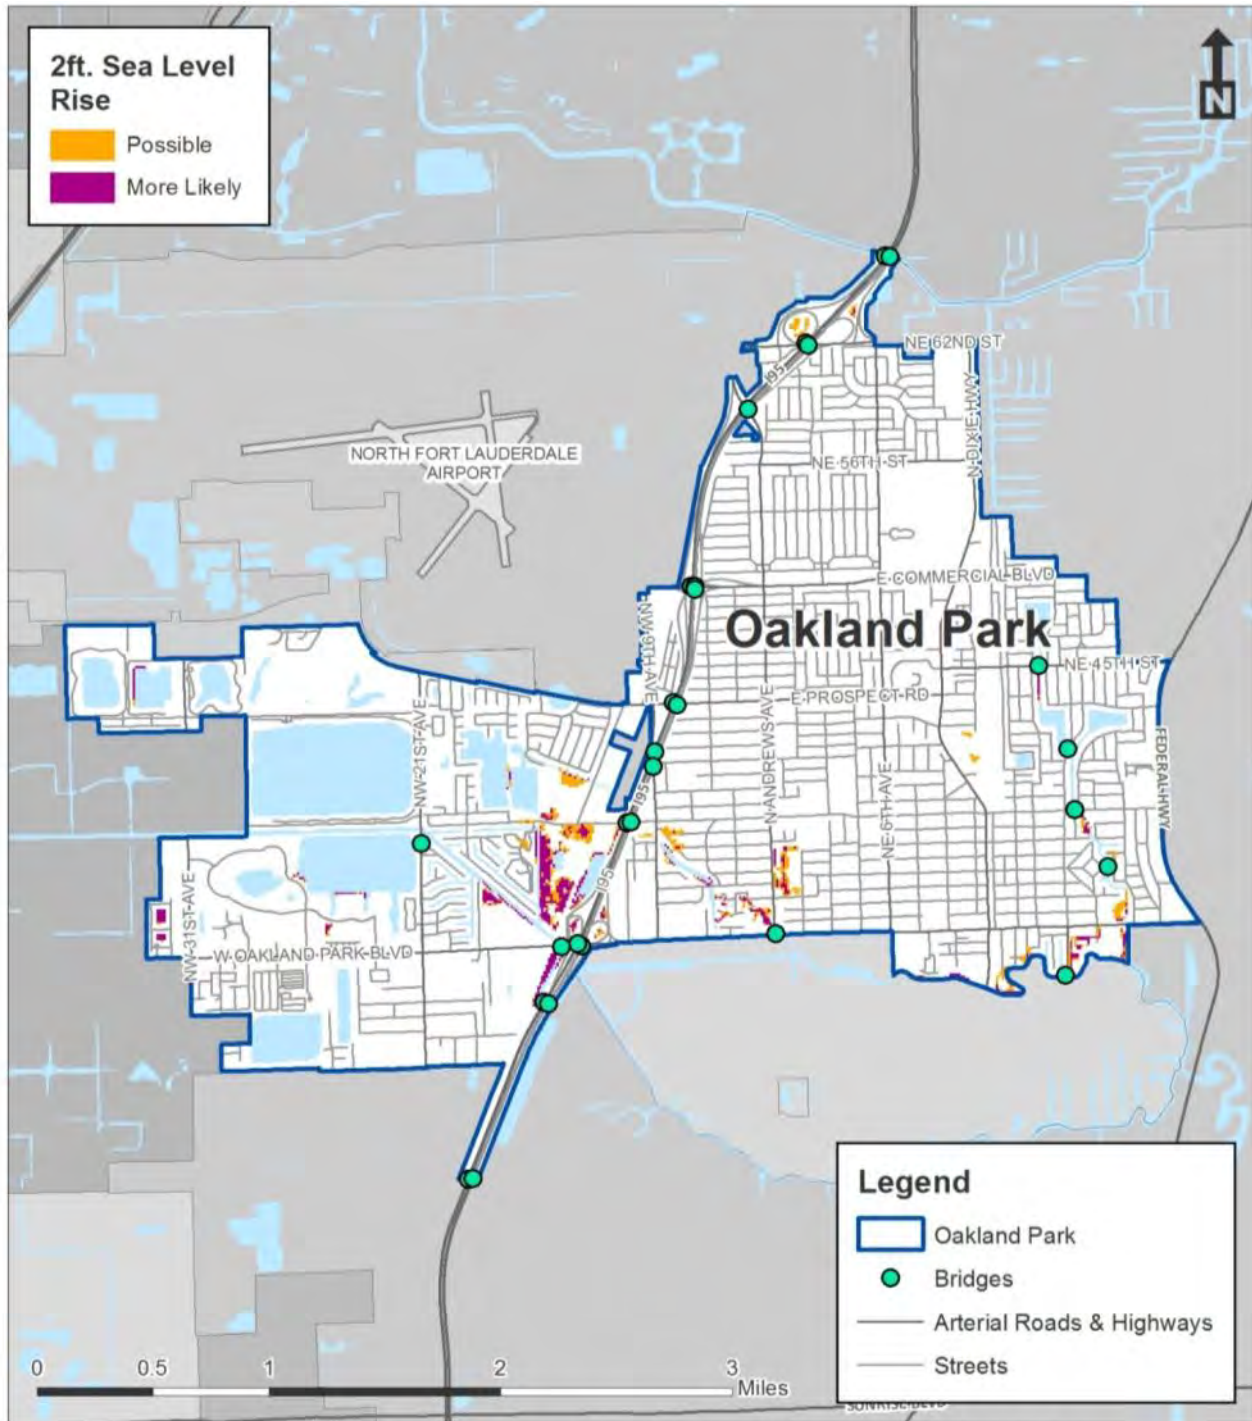 2ft. Sea Level
Rise
Possible
More Likely
N
NE 62ND ST
I95
N DIXIE HWY
NORTH FORT LAUDERDALE
AIRPORT
NE 56TH ST
E COMMERCIAL BLVD
NW 9TH AVE
Oakland Park
NE 45TH ST
E PROSPECT RD
NW 21ST AVE
N ANDREWS AVE
NE 6TH AVE
FEDERAL HWY
I95
I95
NW 31ST AVE
W OAKLAND PARK BLVD
Legend
Oakland Park
Bridges
Arterial Roads & Highways
Streets
0 0.5 1 2 3
Miles
SUNRISE BLVD